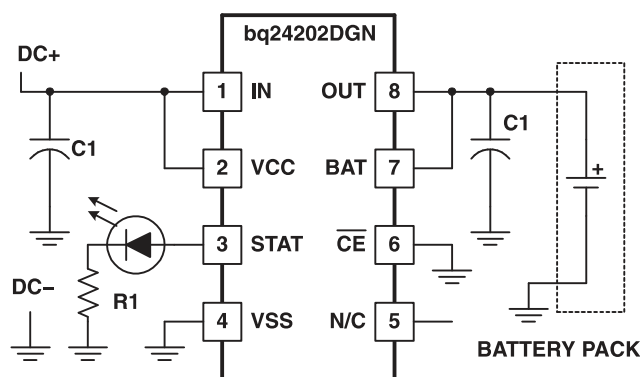 bq24202DGN
DC+
1 IN OUT 8
C1 C1
2 VCC BAT 7
+
3 STAT CE 6
DC–
R1
4 VSS N/C 5
BATTERY PACK